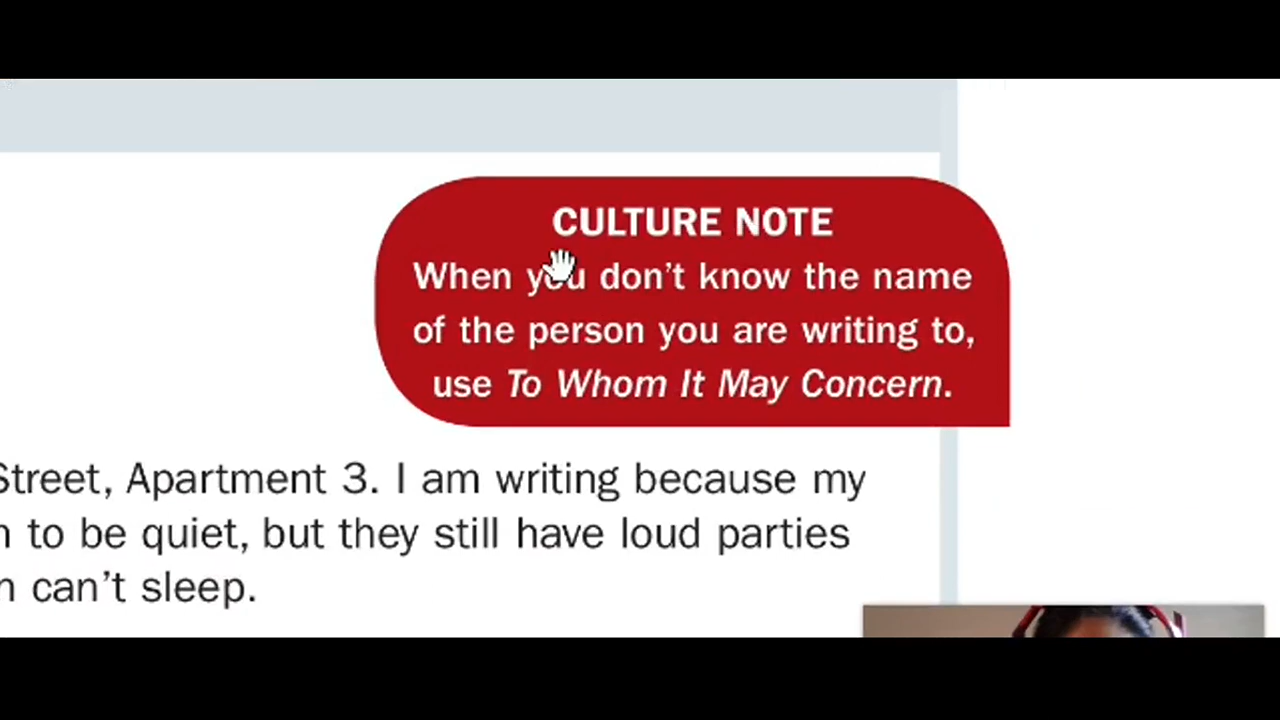 CULTURE NOTE
When you don't know the name
of the person you are writing to,
use To Whom It May Concern.
Street, Apartment 3. I am writing because my
to be quiet, but they still have loud parties
can't sleep.